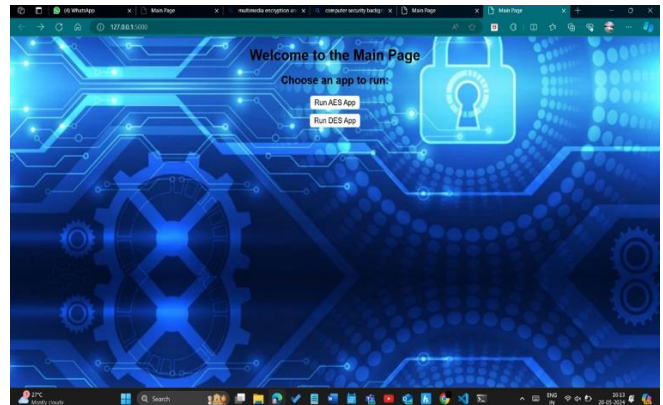 (4) WhatsApp
Main Page
multimedia encryption an
computer security backgr
Main Page
Main Page
127.0.0.1:5000
Welcome to the Main Page
Choose an app to run:
Run AES App
Run DES App
27°C
Mostly cloudy
Search
ENG
IN
16:13
20-05-2024